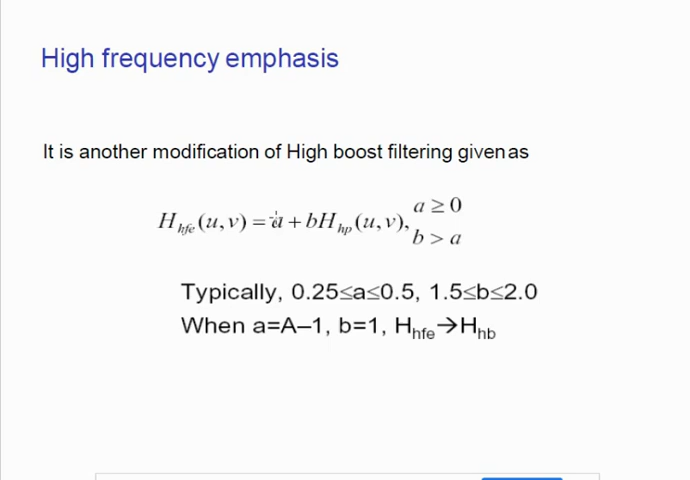 High frequency emphasis
It is another modification of High boost filtering given as
H_hfe (u, v) = a + bH_hp (u, v), a ≥ 0
b > a
Typically, 0.25≤a≤0.5, 1.5≤b≤2.0
When a=A–1, b=1, H_hfe→H_hb